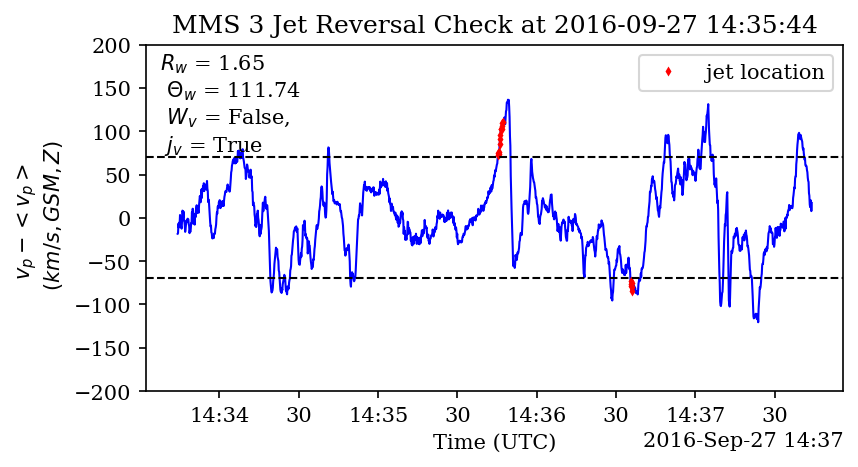 MMS 3 Jet Reversal Check at 2016-09-27 14:35:44
R_w = 1.65
Θ_w = 111.74
W_v = False,
j_v = True
jet location
v_p − < v_p >
(km/s, GSM, Z)
200
150
100
50
0
−50
−100
−150
−200
14:34 30 14:35 30 14:36 30 14:37 30
Time (UTC)
2016-Sep-27 14:37